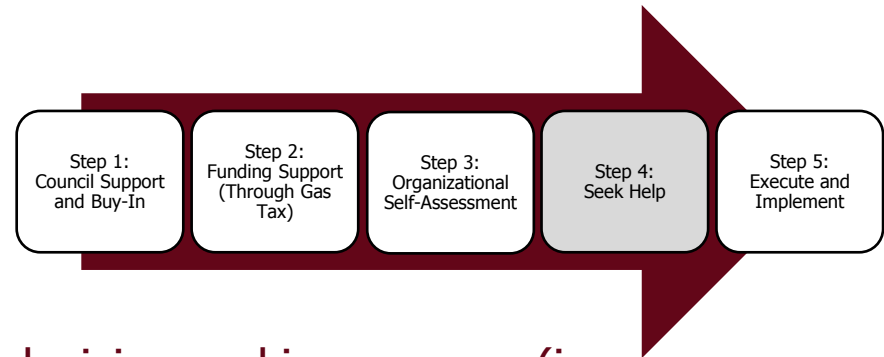 Step 1:
Council Support
and Buy-In
Step 2:
Funding Support
(Through Gas
Tax)
Step 3:
Organizational
Self-Assessment
Step 4:
Seek Help
Step 5:
Execute and
Implement